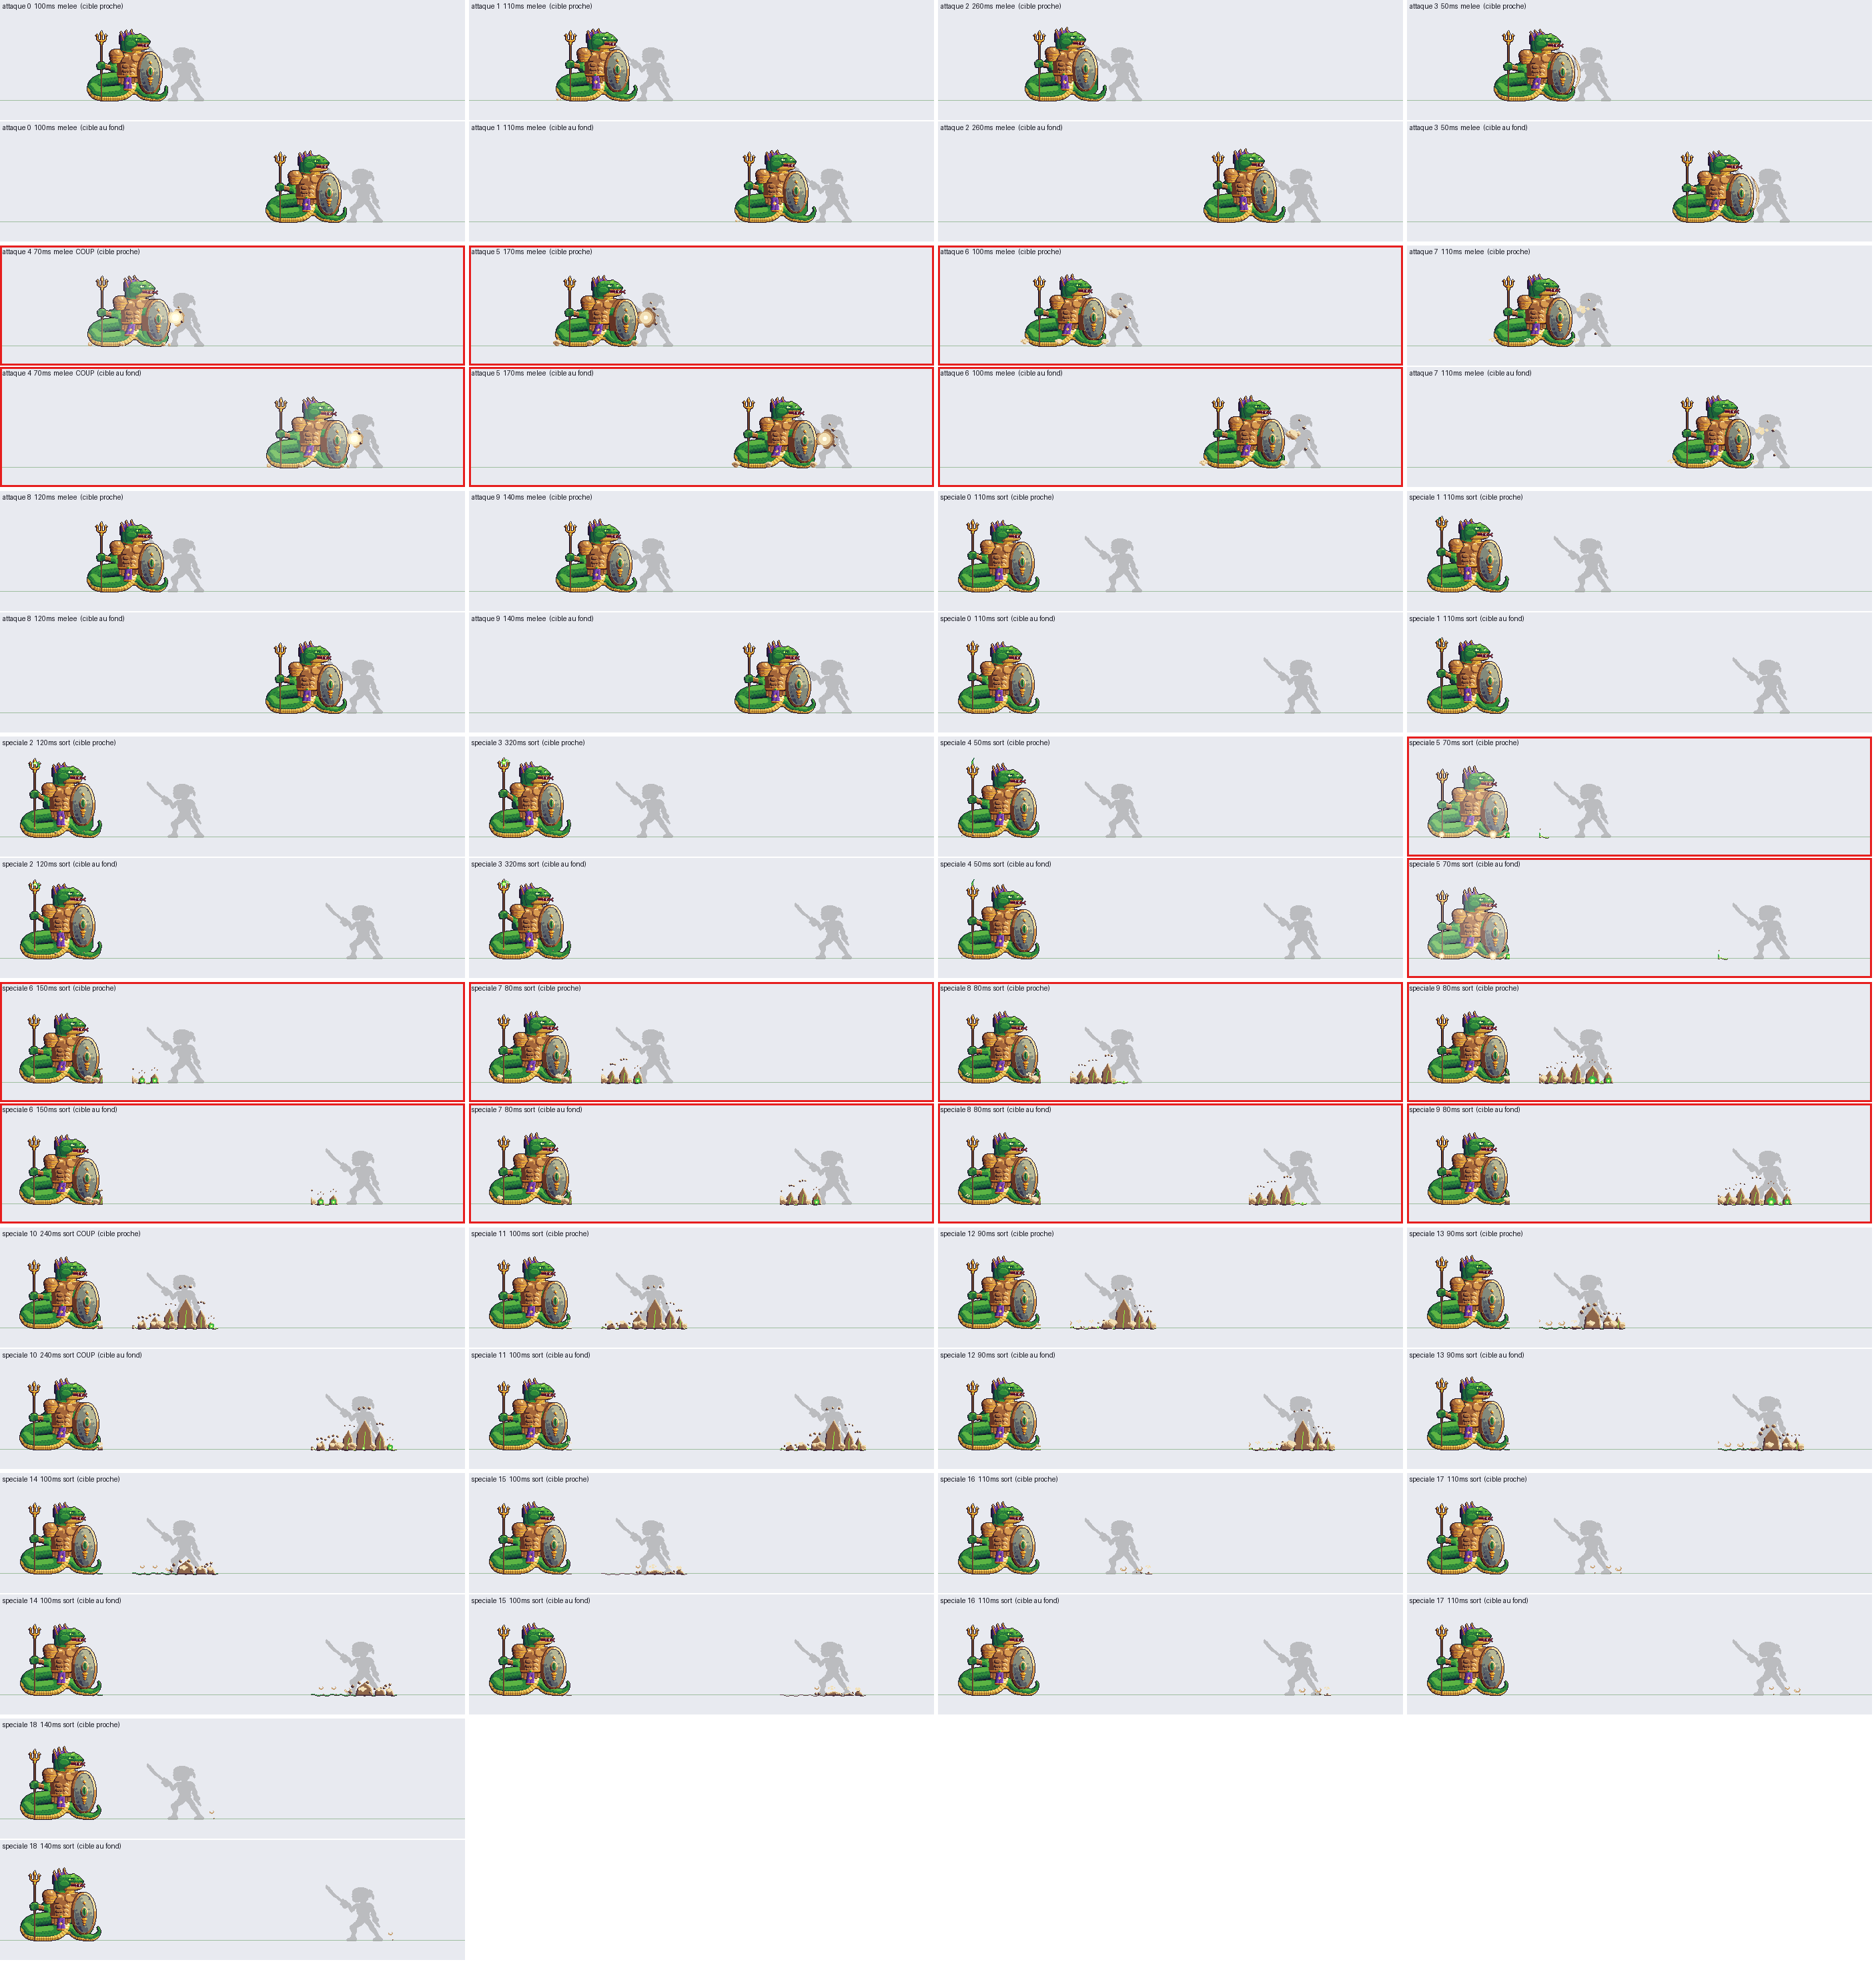 attaque 0 100ms melee (cible proche)
attaque 1 110ms melee (cible proche)
attaque 2 260ms melee (cible proche)
attaque 3 50ms melee (cible proche)
attaque 0 100ms melee (cible au fond)
attaque 1 110ms melee (cible au fond)
attaque 2 260ms melee (cible au fond)
attaque 3 50ms melee (cible au fond)
attaque 4 70ms melee COUP (cible proche)
attaque 5 170ms melee (cible proche)
attaque 6 100ms melee (cible proche)
attaque 7 110ms melee (cible proche)
attaque 4 70ms melee COUP (cible au fond)
attaque 5 170ms melee (cible au fond)
attaque 6 100ms melee (cible au fond)
attaque 7 110ms melee (cible au fond)
attaque 8 120ms melee (cible proche)
attaque 9 140ms melee (cible proche)
speciale 0 110ms sort (cible proche)
speciale 1 110ms sort (cible proche)
attaque 8 120ms melee (cible au fond)
attaque 9 140ms melee (cible au fond)
speciale 0 110ms sort (cible au fond)
speciale 1 110ms sort (cible au fond)
speciale 2 120ms sort (cible proche)
speciale 3 320ms sort (cible proche)
speciale 4 50ms sort (cible proche)
speciale 5 70ms sort (cible proche)
speciale 2 120ms sort (cible au fond)
speciale 3 320ms sort (cible au fond)
speciale 4 50ms sort (cible au fond)
speciale 5 70ms sort (cible au fond)
speciale 6 150ms sort (cible proche)
speciale 7 80ms sort (cible proche)
speciale 8 80ms sort (cible proche)
speciale 9 80ms sort (cible proche)
speciale 6 150ms sort (cible au fond)
speciale 7 80ms sort (cible au fond)
speciale 8 80ms sort (cible au fond)
speciale 9 80ms sort (cible au fond)
speciale 10 240ms sort COUP (cible proche)
speciale 11 100ms sort (cible proche)
speciale 12 90ms sort (cible proche)
speciale 13 90ms sort (cible proche)
speciale 10 240ms sort COUP (cible au fond)
speciale 11 100ms sort (cible au fond)
speciale 12 90ms sort (cible au fond)
speciale 13 90ms sort (cible au fond)
speciale 14 100ms sort (cible proche)
speciale 15 100ms sort (cible proche)
speciale 16 110ms sort (cible proche)
speciale 17 110ms sort (cible proche)
speciale 14 100ms sort (cible au fond)
speciale 15 100ms sort (cible au fond)
speciale 16 110ms sort (cible au fond)
speciale 17 110ms sort (cible au fond)
speciale 18 140ms sort (cible proche)
speciale 18 140ms sort (cible au fond)